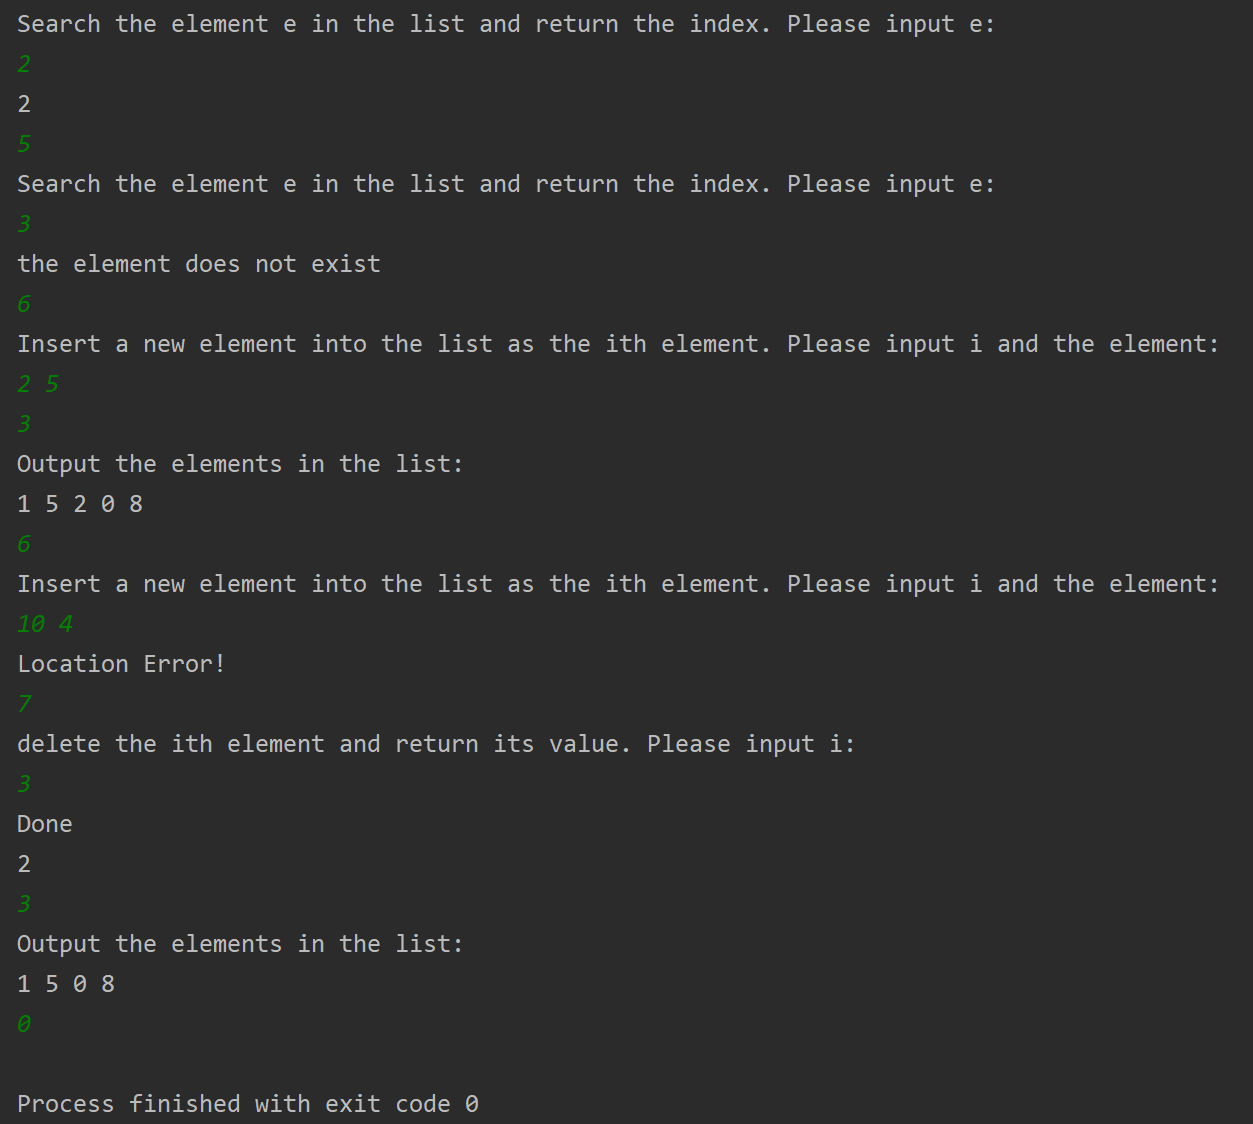 Search the element e in the list and return the index. Please input e:
2
2
5
Search the element e in the list and return the index. Please input e:
3
the element does not exist
6
Insert a new element into the list as the ith element. Please input i and the element:
2 5
3
Output the elements in the list:
1 5 2 0 8
6
Insert a new element into the list as the ith element. Please input i and the element:
10 4
Location Error!
7
delete the ith element and return its value. Please input i:
3
Done
2
3
Output the elements in the list:
1 5 0 8
0
Process finished with exit code 0